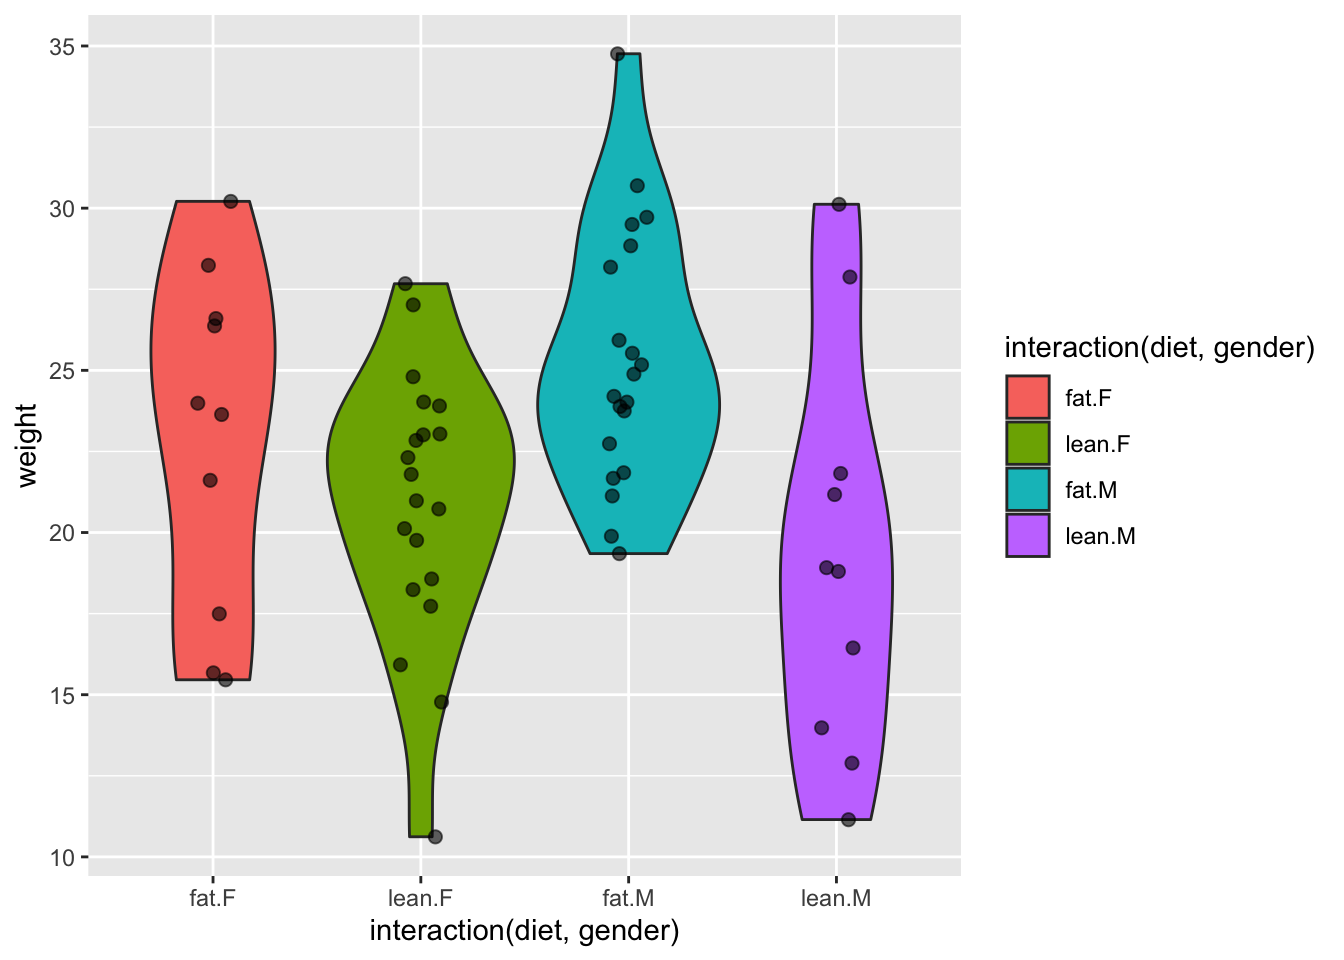 35
30
25
20
15
10
weight
fat.F
lean.F
fat.M
lean.M
interaction(diet, gender)
interaction(diet, gender)
fat.F
lean.F
fat.M
lean.M